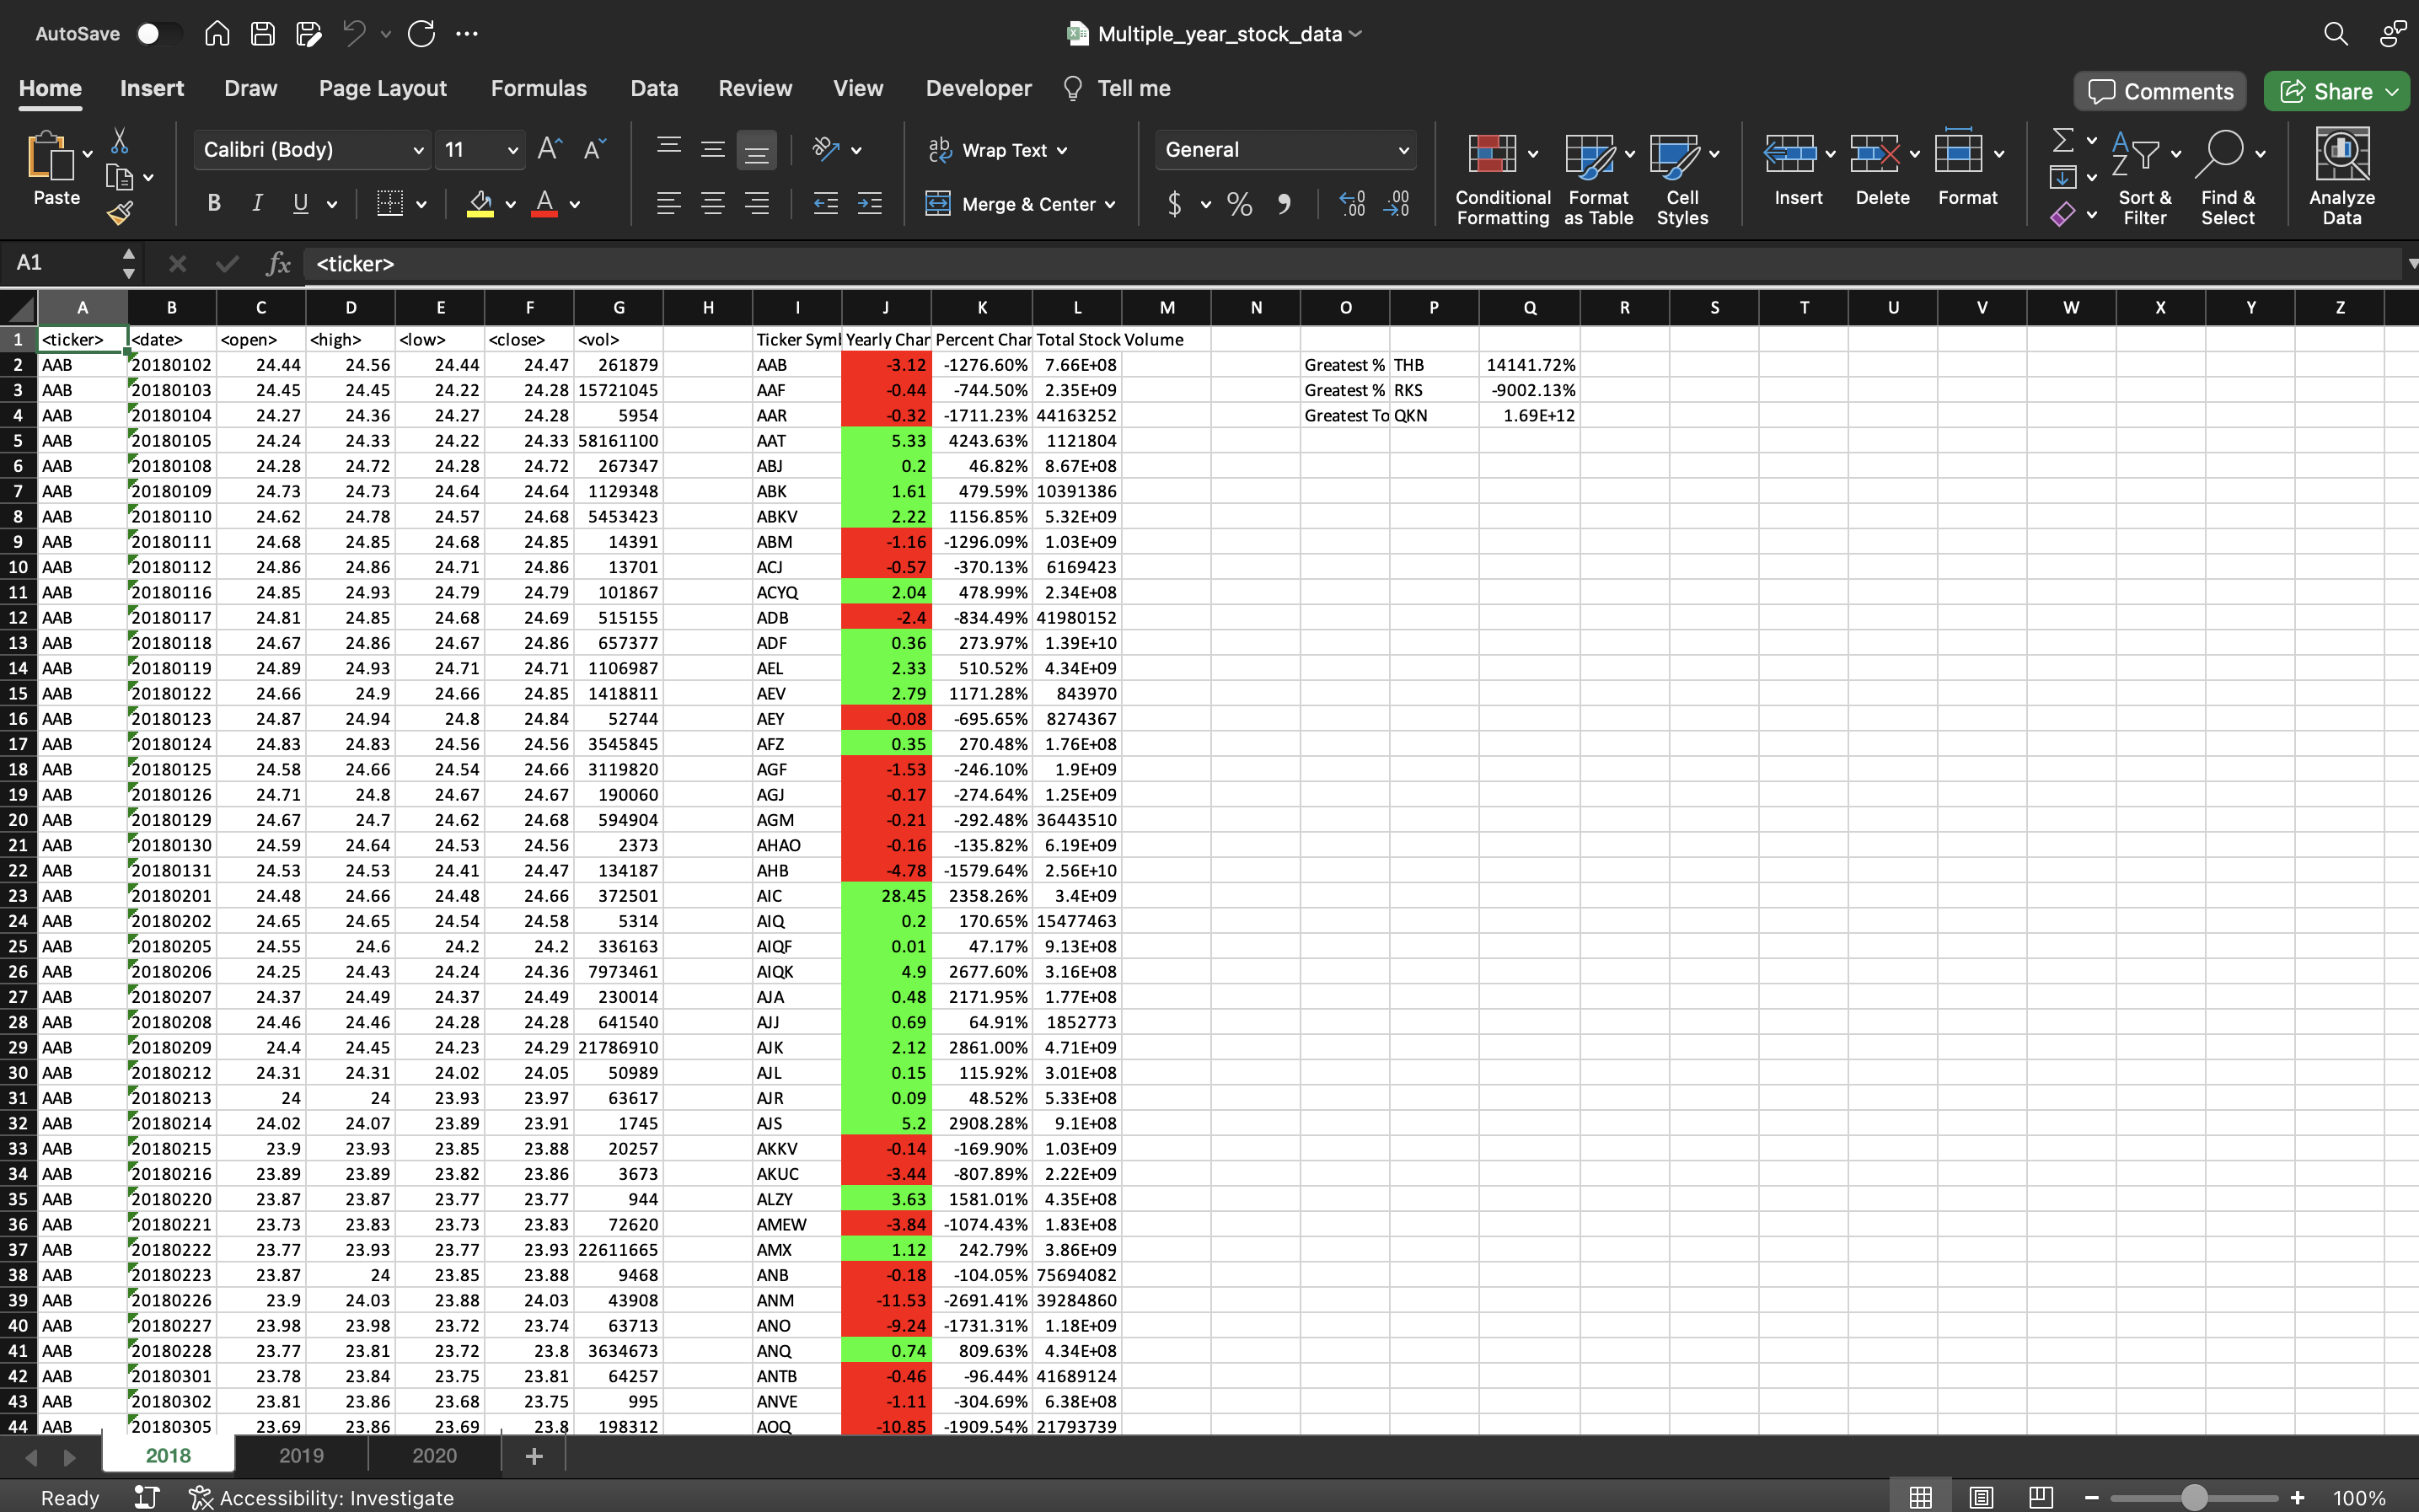 AutoSave
Multiple_year_stock_data
Home Insert Draw Page Layout Formulas Data Review View Developer Tell me
Comments Share
Paste
Calibri (Body) 11
Wrap Text
Merge & Center
General
Conditional Formatting
Format as Table
Cell Styles
Insert Delete Format
Sort & Filter
Find & Select
Analyze Data
A1 fx <ticker>
A B C D E F G H I J K L M N O P Q R S T U V W X Y Z
1 <ticker> <date> <open> <high> <low> <close> <vol> Ticker Syml Yearly Char Percent Char Total Stock Volume
2 AAB 20180102 24.44 24.56 24.44 24.47 261879 AAB -3.12 -1276.60% 7.66E+08 Greatest % THB 14141.72%
3 AAB 20180103 24.45 24.45 24.22 24.28 15721045 AAF -0.44 -744.50% 2.35E+09 Greatest % RKS -9002.13%
4 AAB 20180104 24.27 24.36 24.27 24.28 5954 AAR -0.32 -1711.23% 44163252 Greatest To QKN 1.69E+12
5 AAB 20180105 24.24 24.33 24.22 24.33 58161100 AAT 5.33 4243.63% 1121804
6 AAB 20180108 24.28 24.72 24.28 24.72 267347 ABJ 0.2 46.82% 8.67E+08
7 AAB 20180109 24.73 24.73 24.64 24.64 1129348 ABK 1.61 479.59% 10391386
8 AAB 20180110 24.62 24.78 24.57 24.68 5453423 ABKV 2.22 1156.85% 5.32E+09
9 AAB 20180111 24.68 24.85 24.68 24.85 14391 ABM -1.16 -1296.09% 1.03E+09
10 AAB 20180112 24.86 24.86 24.71 24.86 13701 ACJ -0.57 -370.13% 6169423
11 AAB 20180116 24.85 24.93 24.79 24.79 101867 ACYQ 2.04 478.99% 2.34E+08
12 AAB 20180117 24.81 24.85 24.68 24.69 515155 ADB -2.4 -834.49% 41980152
13 AAB 20180118 24.67 24.86 24.67 24.86 657377 ADF 0.36 273.97% 1.39E+10
14 AAB 20180119 24.89 24.93 24.71 24.71 1106987 AEL 2.33 510.52% 4.34E+09
15 AAB 20180122 24.66 24.9 24.66 24.85 1418811 AEV 2.79 1171.28% 843970
16 AAB 20180123 24.87 24.94 24.8 24.84 52744 AEY -0.08 -695.65% 8274367
17 AAB 20180124 24.83 24.83 24.56 24.56 3545845 AFZ 0.35 270.48% 1.76E+08
18 AAB 20180125 24.58 24.66 24.54 24.66 3119820 AGF -1.53 -246.10% 1.9E+09
19 AAB 20180126 24.71 24.8 24.67 24.67 190060 AGJ -0.17 -274.64% 1.25E+09
20 AAB 20180129 24.67 24.7 24.62 24.68 594904 AGM -0.21 -292.48% 36443510
21 AAB 20180130 24.59 24.64 24.53 24.56 2373 AHAO -0.16 -135.82% 6.19E+09
22 AAB 20180131 24.53 24.53 24.41 24.47 134187 AHB -4.78 -1579.64% 2.56E+10
23 AAB 20180201 24.48 24.66 24.48 24.66 372501 AIC 28.45 2358.26% 3.4E+09
24 AAB 20180202 24.65 24.65 24.54 24.58 5314 AIQ 0.2 170.65% 15477463
25 AAB 20180205 24.55 24.6 24.2 24.2 336163 AIQF 0.01 47.17% 9.13E+08
26 AAB 20180206 24.25 24.43 24.24 24.36 7973461 AIQK 4.9 2677.60% 3.16E+08
27 AAB 20180207 24.37 24.49 24.37 24.49 230014 AJA 0.48 2171.95% 1.77E+08
28 AAB 20180208 24.46 24.46 24.28 24.28 641540 AJJ 0.69 64.91% 1852773
29 AAB 20180209 24.4 24.45 24.23 24.29 21786910 AJK 2.12 2861.00% 4.71E+09
30 AAB 20180212 24.31 24.31 24.02 24.05 50989 AJL 0.15 115.92% 3.01E+08
31 AAB 20180213 24 24 23.93 23.97 63617 AJR 0.09 48.52% 5.33E+08
32 AAB 20180214 24.02 24.07 23.89 23.91 1745 AJS 5.2 2908.28% 9.1E+08
33 AAB 20180215 23.9 23.93 23.85 23.88 20257 AKKV -0.14 -169.90% 1.03E+09
34 AAB 20180216 23.89 23.89 23.82 23.86 3673 AKUC -3.44 -807.89% 2.22E+09
35 AAB 20180220 23.87 23.87 23.77 23.77 944 ALZY 3.63 1581.01% 4.35E+08
36 AAB 20180221 23.73 23.83 23.73 23.83 72620 AMEW -3.84 -1074.43% 1.83E+08
37 AAB 20180222 23.77 23.93 23.77 23.93 22611665 AMX 1.12 242.79% 3.86E+09
38 AAB 20180223 23.87 24 23.85 23.88 9468 ANB -0.18 -104.05% 75694082
39 AAB 20180226 23.9 24.03 23.88 24.03 43908 ANM -11.53 -2691.41% 39284860
40 AAB 20180227 23.98 23.98 23.72 23.74 63713 ANO -9.24 -1731.31% 1.18E+09
41 AAB 20180228 23.77 23.81 23.72 23.8 3634673 ANQ 0.74 809.63% 4.34E+08
42 AAB 20180301 23.78 23.84 23.75 23.81 64257 ANTB -0.46 -96.44% 41689124
43 AAB 20180302 23.81 23.86 23.68 23.75 995 ANVE -1.11 -304.69% 6.38E+08
44 AAB 20180305 23.69 23.86 23.69 23.8 198312 AOQ -10.85 -1909.54% 21793739
2018 2019 2020
Ready Accessibility: Investigate 100%